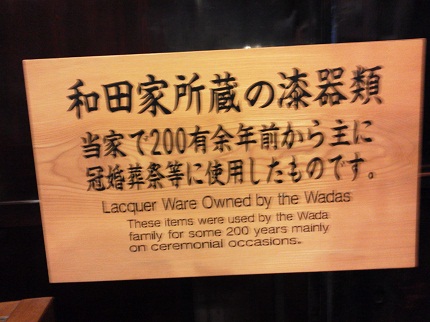 和田家所蔵の漆器類
当家で200有余年前から主に
冠婚葬祭等に使用したものです。
Lacquer Ware Owned by the Wadas
These items were used by the Wada
family for some 200 years mainly
on ceremonial occasions.